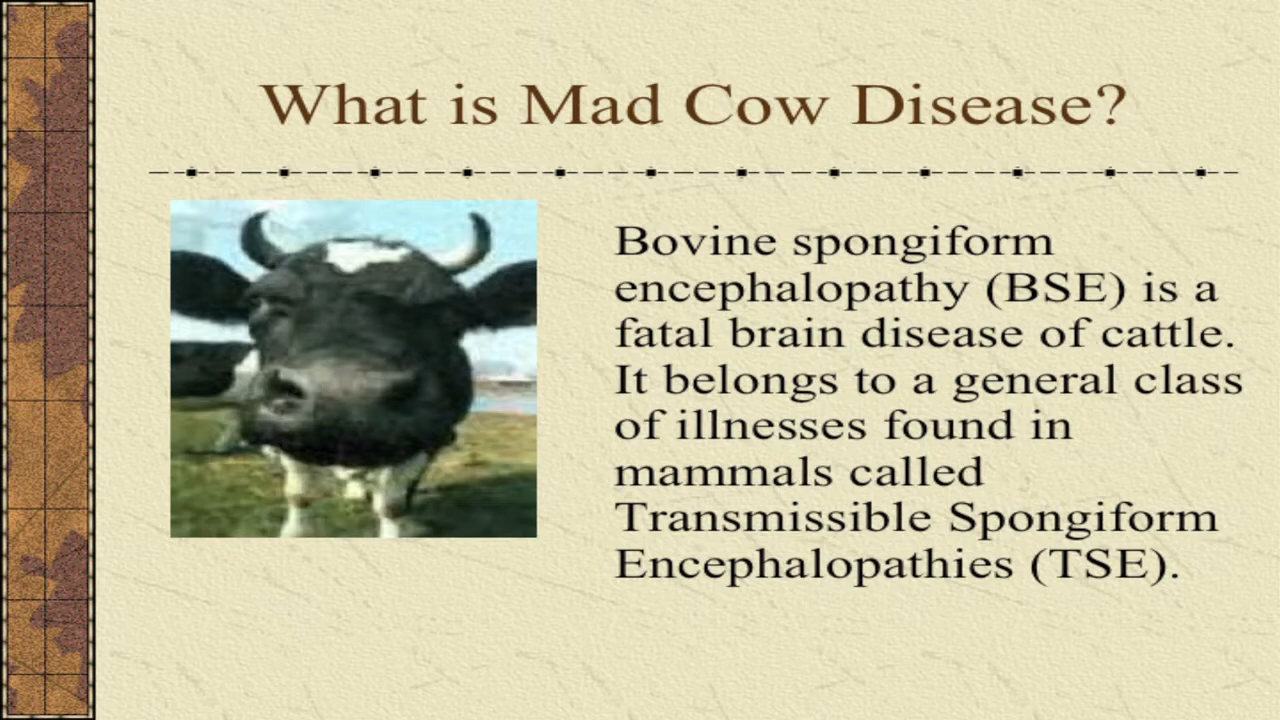 What is Mad Cow Disease?
Bovine spongiform
encephalopathy (BSE) is a
fatal brain disease of cattle.
It belongs to a general class
of illnesses found in
mammals called
Transmissible Spongiform
Encephalopathies (TSE).